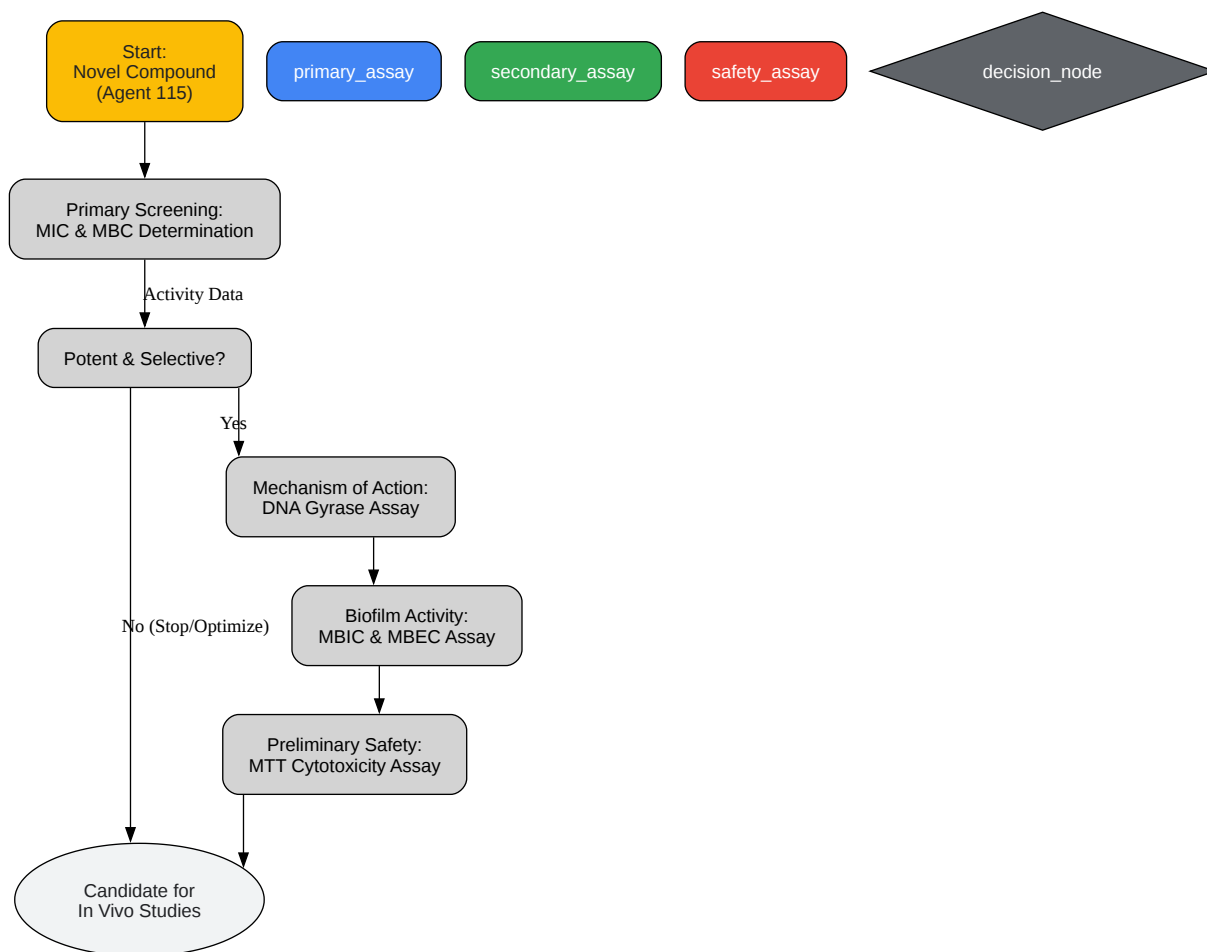 Start:
Novel Compound
(Agent 115)
primary_assay
secondary_assay
safety_assay
decision_node
Primary Screening:
MIC & MBC Determination
Activity Data
Potent & Selective?
Yes
Mechanism of Action:
DNA Gyrase Assay
No (Stop/Optimize)
Biofilm Activity:
MBIC & MBEC Assay
Preliminary Safety:
MTT Cytotoxicity Assay
Candidate for
In Vivo Studies